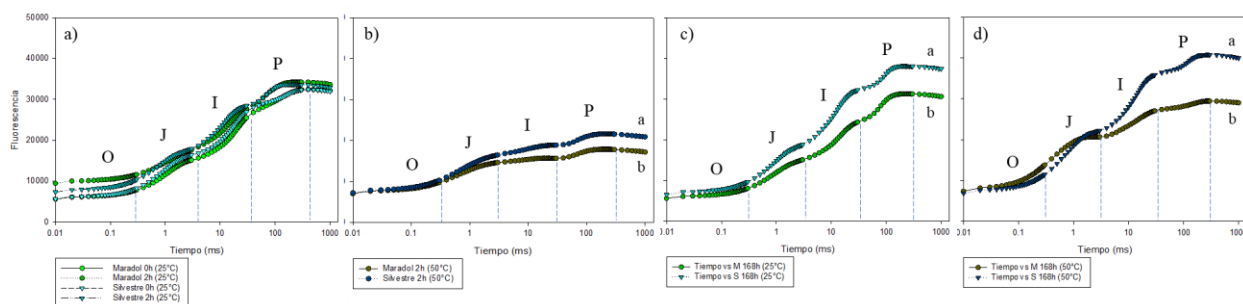 a)
b)
c)
d)
Fluorescencia
50000
40000
30000
20000
10000
0
O
J
I
P
0.01 0.1 1 10 100 1000
Tiempo (ms)
Maradol 0h (25°C)
Maradol 2h (25°C)
Silvestre 0h (25°C)
Silvestre 2h (25°C)
O
J
I
P
a
b
0.01 0.1 1 10 100 1000
Tiempo (ms)
Maradol 2h (50°C)
Silvestre 2h (50°C)
O
J
I
P
a
b
0.01 0.1 1 10 100 1000
Tiempo (ms)
Tiempo vs M 168h (25°C)
Tiempo vs S 168h (25°C)
O
J
I
P
a
b
0.01 0.1 1 10 100 1000
Tiempo (ms)
Tiempo vs M 168h (50°C)
Tiempo vs S 168h (50°C)